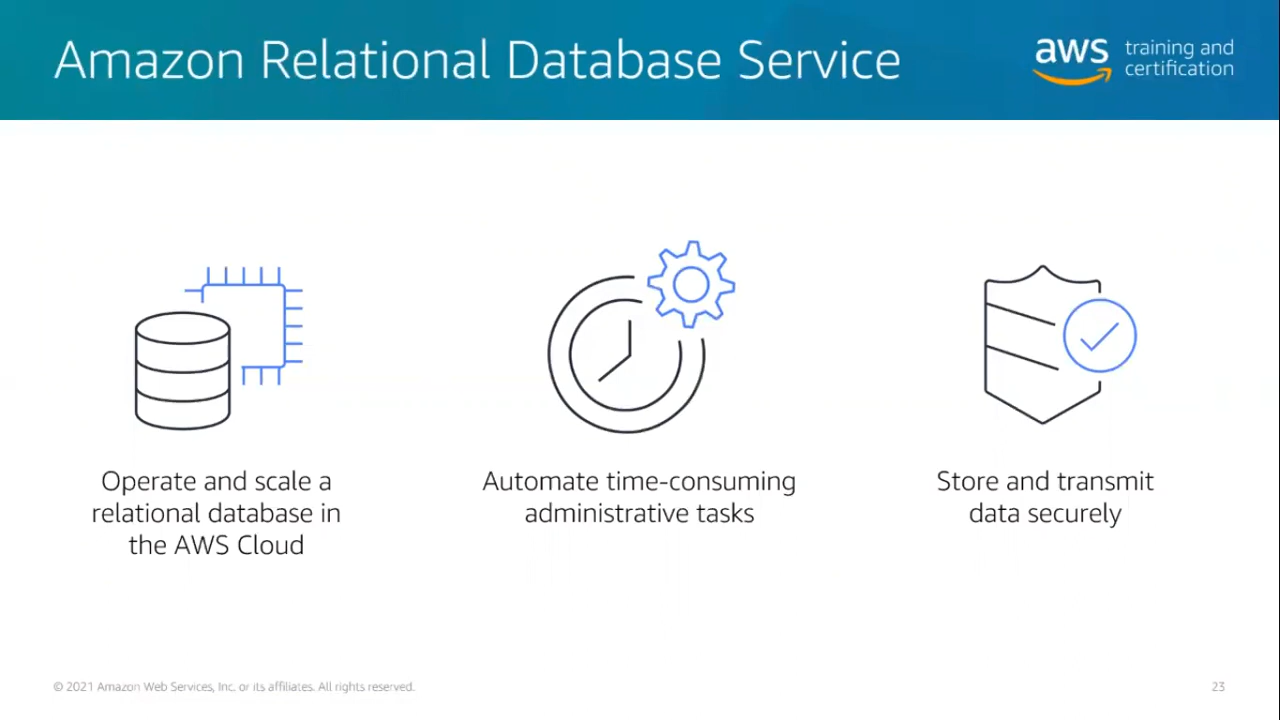 Amazon Relational Database Service
aws training and
certification
Operate and scale a
relational database in
the AWS Cloud
Automate time-consuming
administrative tasks
Store and transmit
data securely
© 2021 Amazon Web Services, Inc. or its affiliates. All rights reserved.
23